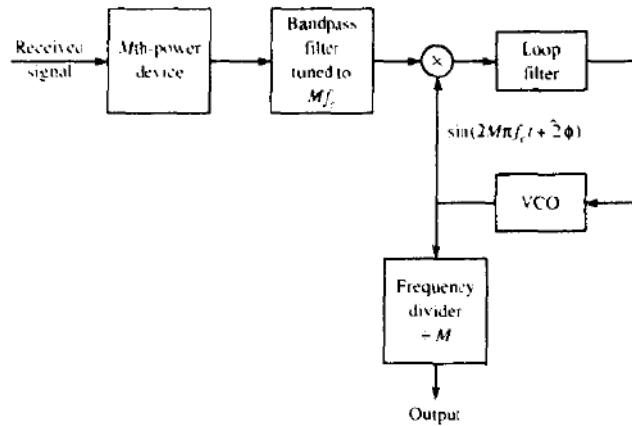 Received
signal
Mth-power
device
Bandpass
filter
tuned to
Mf_c
×
Loop
filter
sin(2Mπf_c t + 2̂ϕ)
VCO
Frequency
divider
÷ M
Output